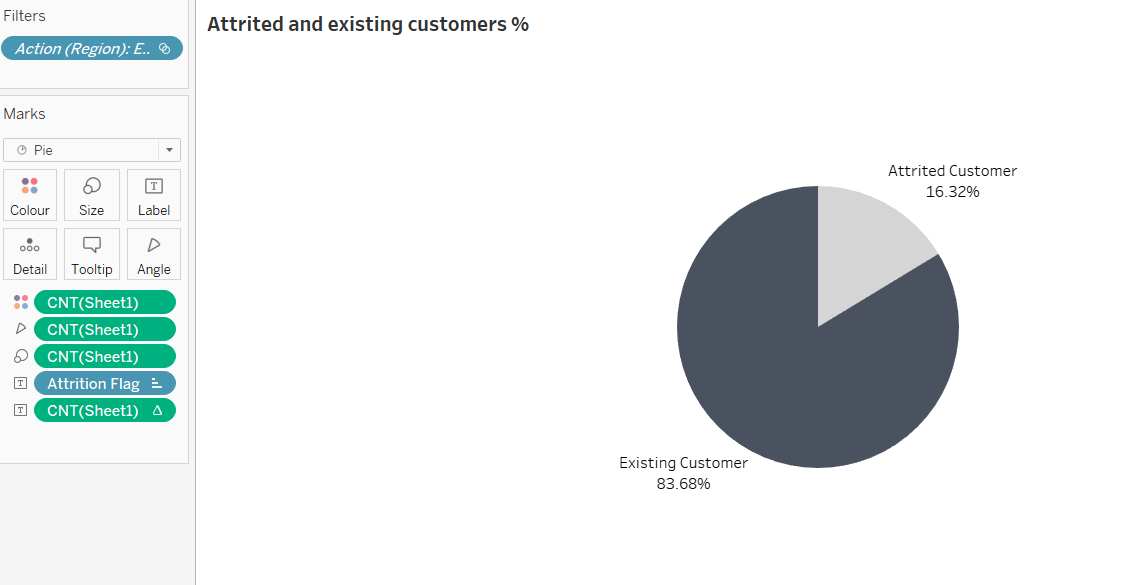 Filters
Action (Region): E..
Marks
Pie
Colour Size Label
T
Detail Tooltip Angle
CNT(Sheet1)
CNT(Sheet1)
CNT(Sheet1)
T Attrition Flag
T CNT(Sheet1) Δ
Attrited and existing customers %
Attrited Customer
16.32%
Existing Customer
83.68%